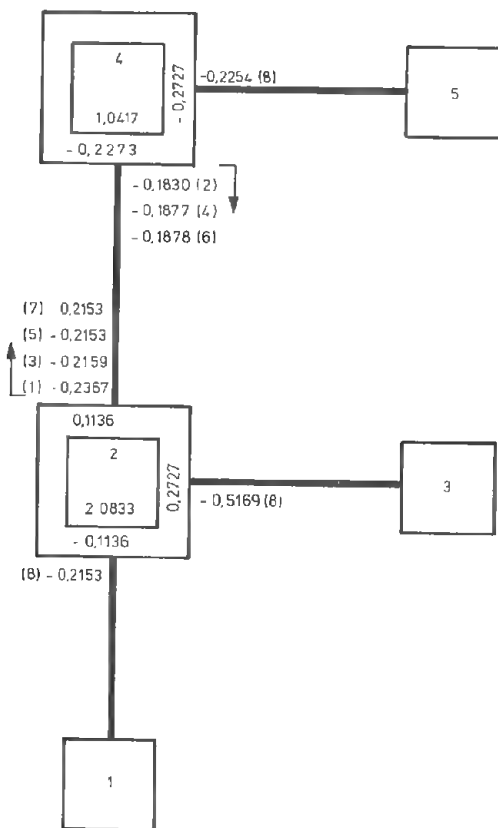 4
1,0417
- 0,2727
- 0,2273
-0,2254 (8)
5
- 0,1830 (2)
- 0,1877 (4)
- 0,1878 (6)
(7) 0,2153
(5) - 0,2153
(3) - 0,2159
(1) - 0,2367
0,1136
2
2 0833
0,2727
- 0,1136
- 0,5169 (8)
3
(8) - 0,2153
1